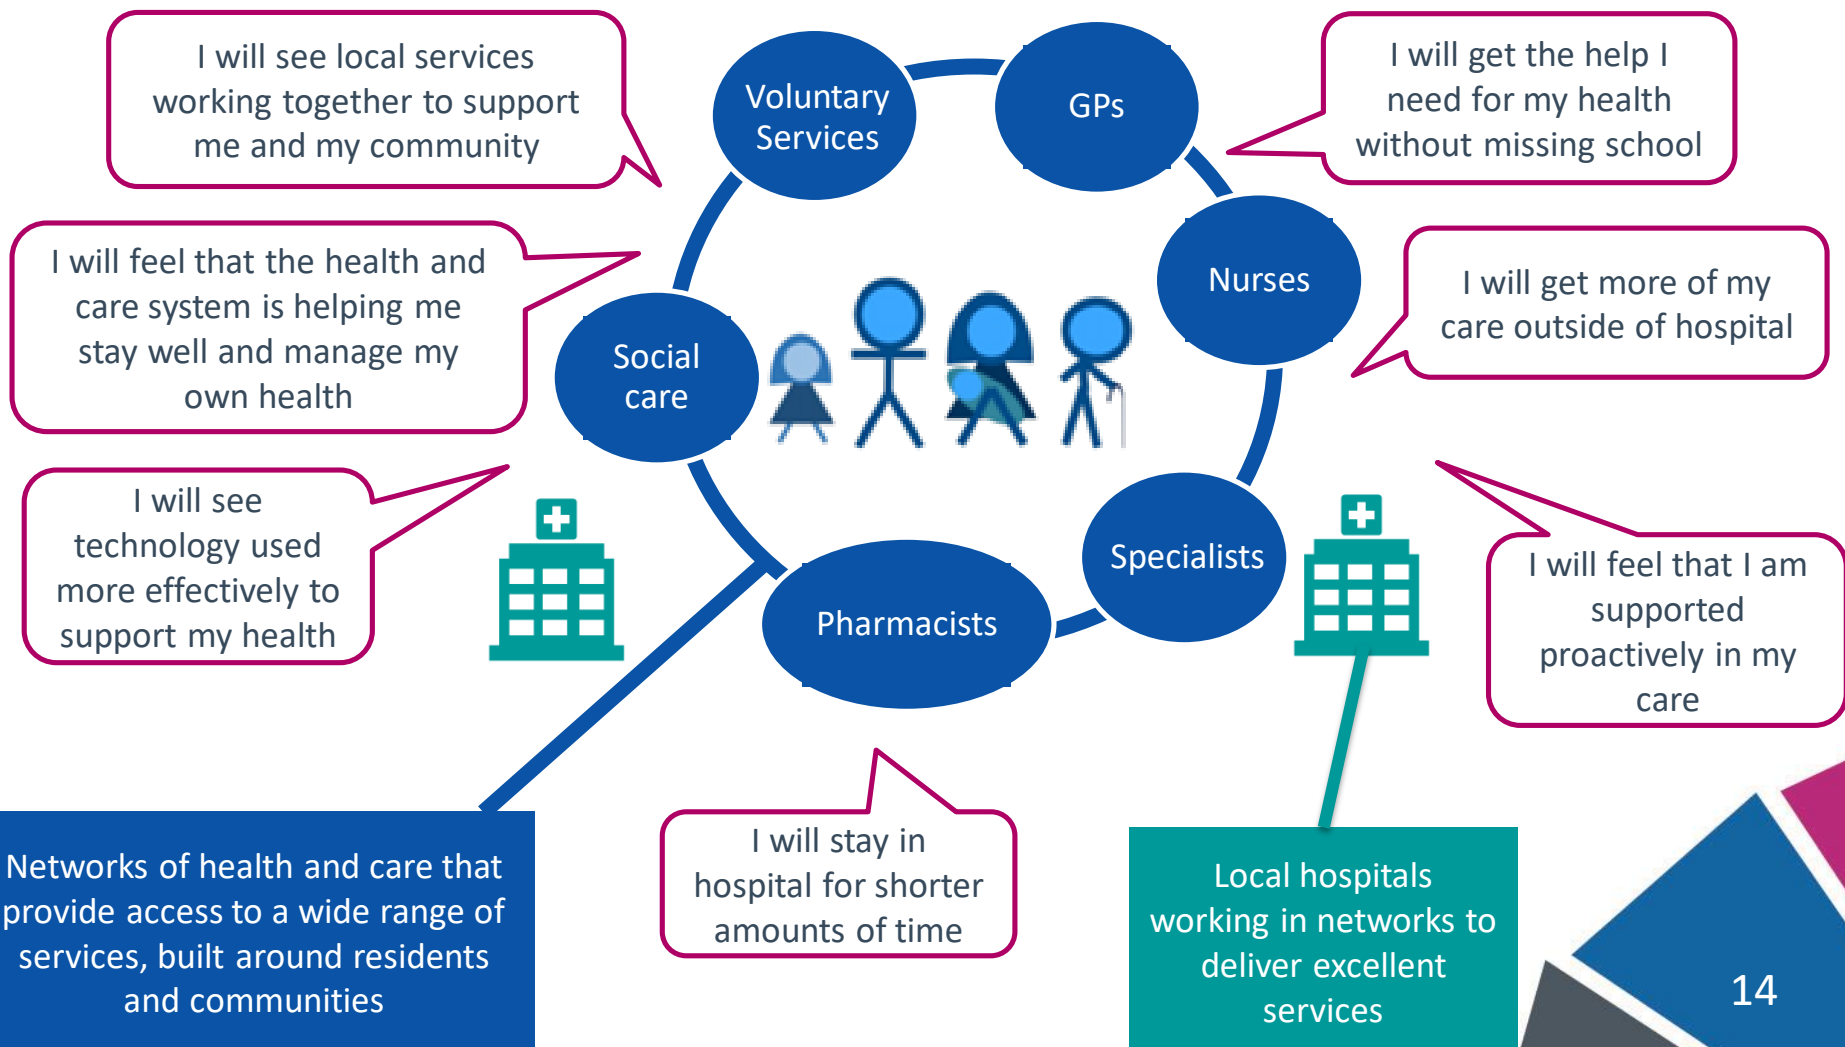 I will see local services
working together to support
me and my community
Voluntary
Services
GPs
I will get the help I
need for my health
without missing school
I will feel that the health and
care system is helping me
stay well and manage my
own health
Social
care
Nurses
I will get more of my
care outside of hospital
I will see
technology used
more effectively to
support my health
Pharmacists
Specialists
I will feel that I am
supported
proactively in my
care
Networks of health and care that
provide access to a wide range of
services, built around residents
and communities
I will stay in
hospital for shorter
amounts of time
Local hospitals
working in networks to
deliver excellent
services
14